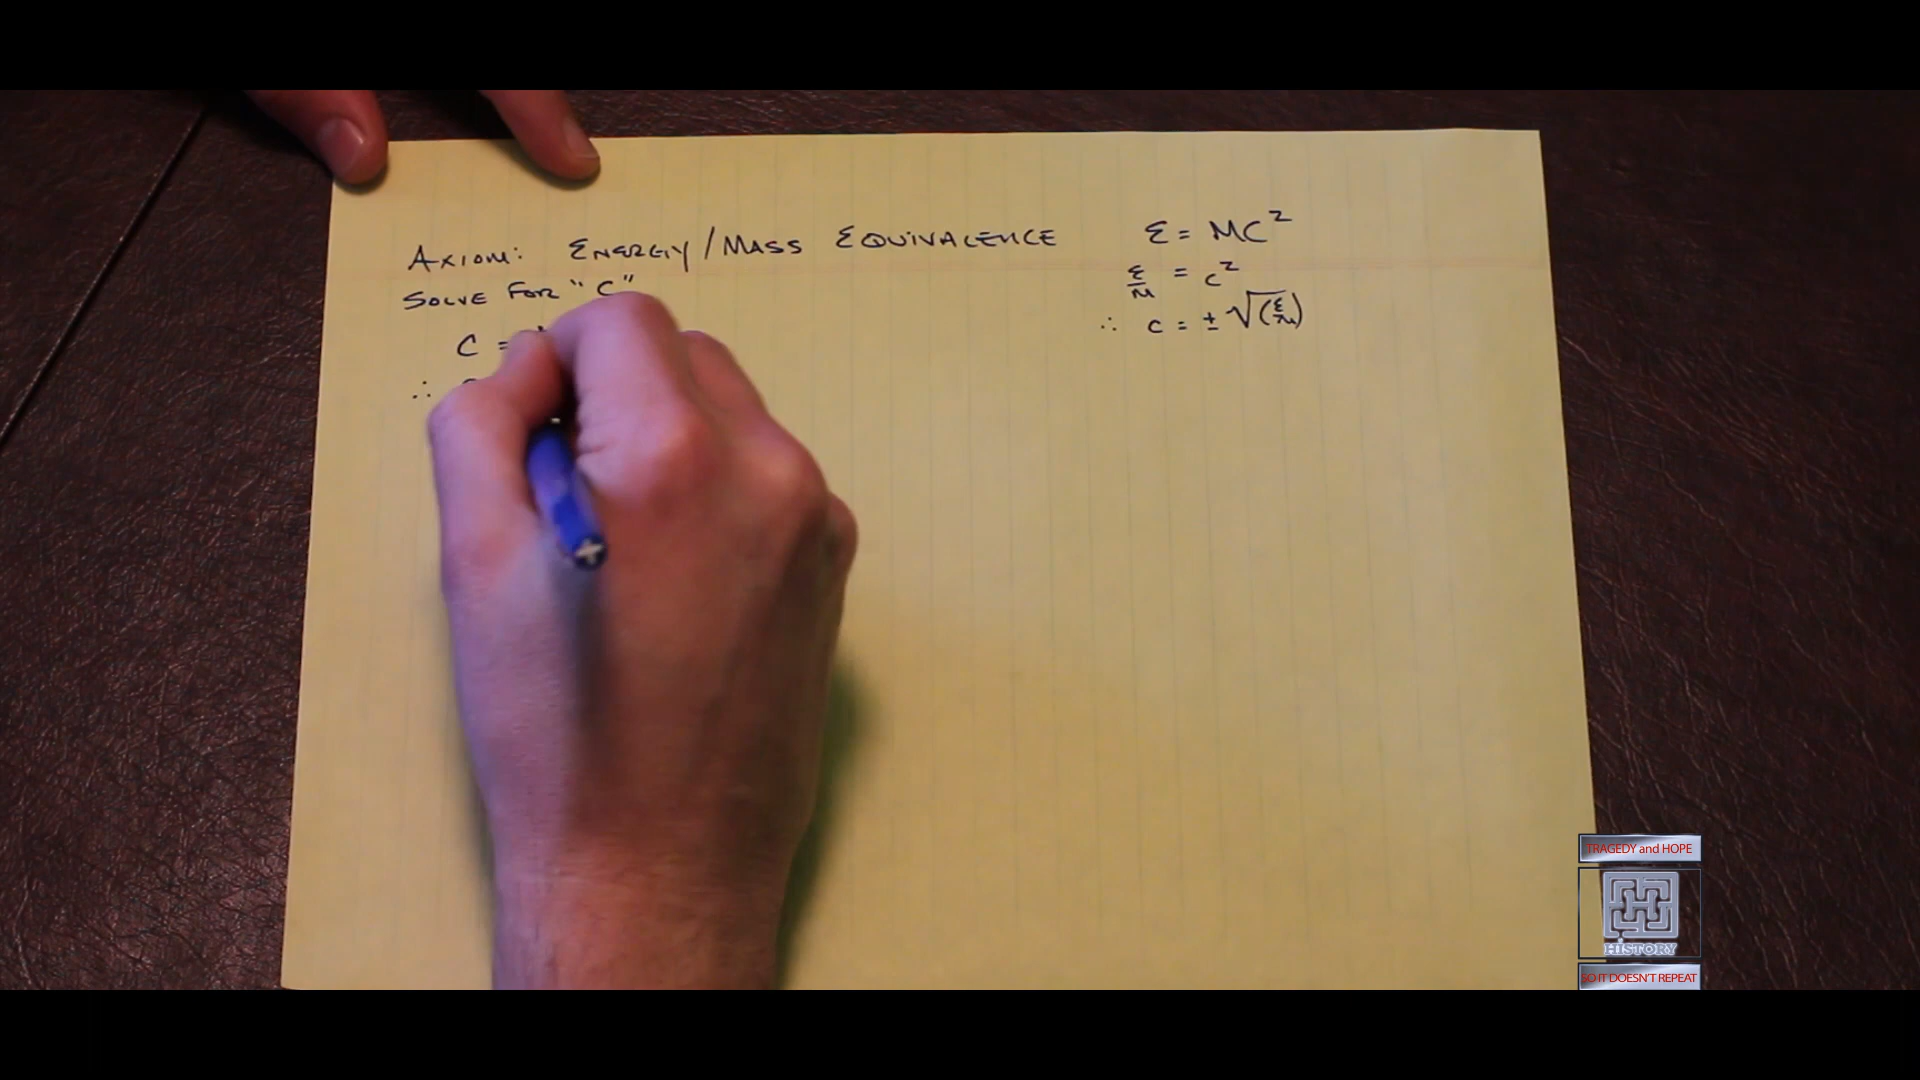 AXIOM: ENERGY/MASS EQUIVALENCE
SOLVE FOR "C"
C =
∴
Ɛ = MC²
Ɛ/M = C²
∴ C = ± √(Ɛ/M)
TRAGEDY and HOPE
HiSTORY
SO IT DOESN'T REPEAT